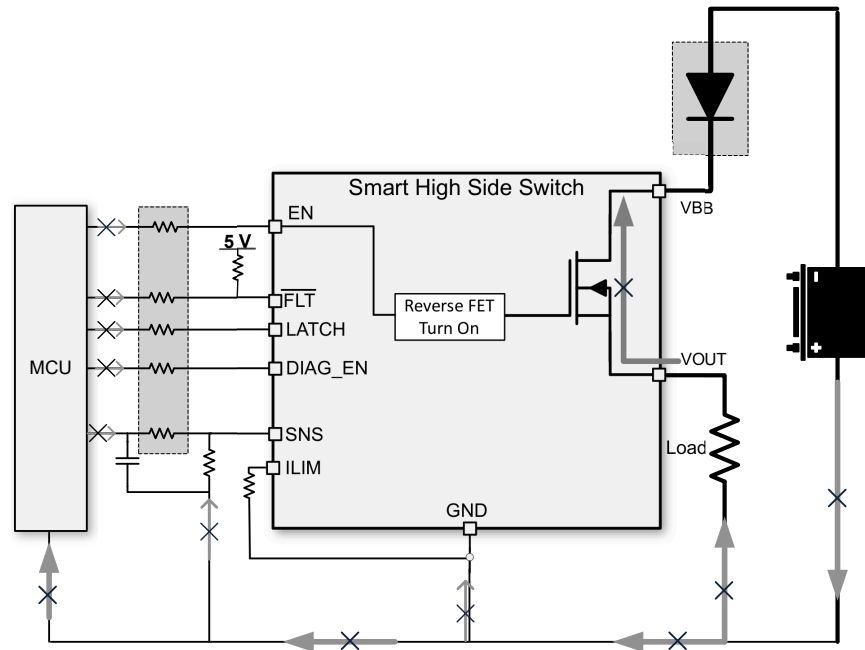 Smart High Side Switch
EN
VBB
5 V
FLT
Reverse FET
Turn On
LATCH
MCU
DIAG_EN
VOUT
SNS
Load
ILIM
GND
-
+